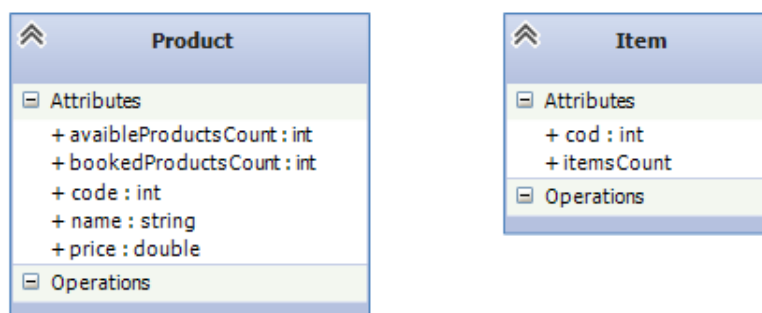 Product
Attributes
+ avaibleProductsCount : int
+ bookedProductsCount : int
+ code : int
+ name : string
+ price : double
Operations
Item
Attributes
+ cod : int
+ itemsCount
Operations